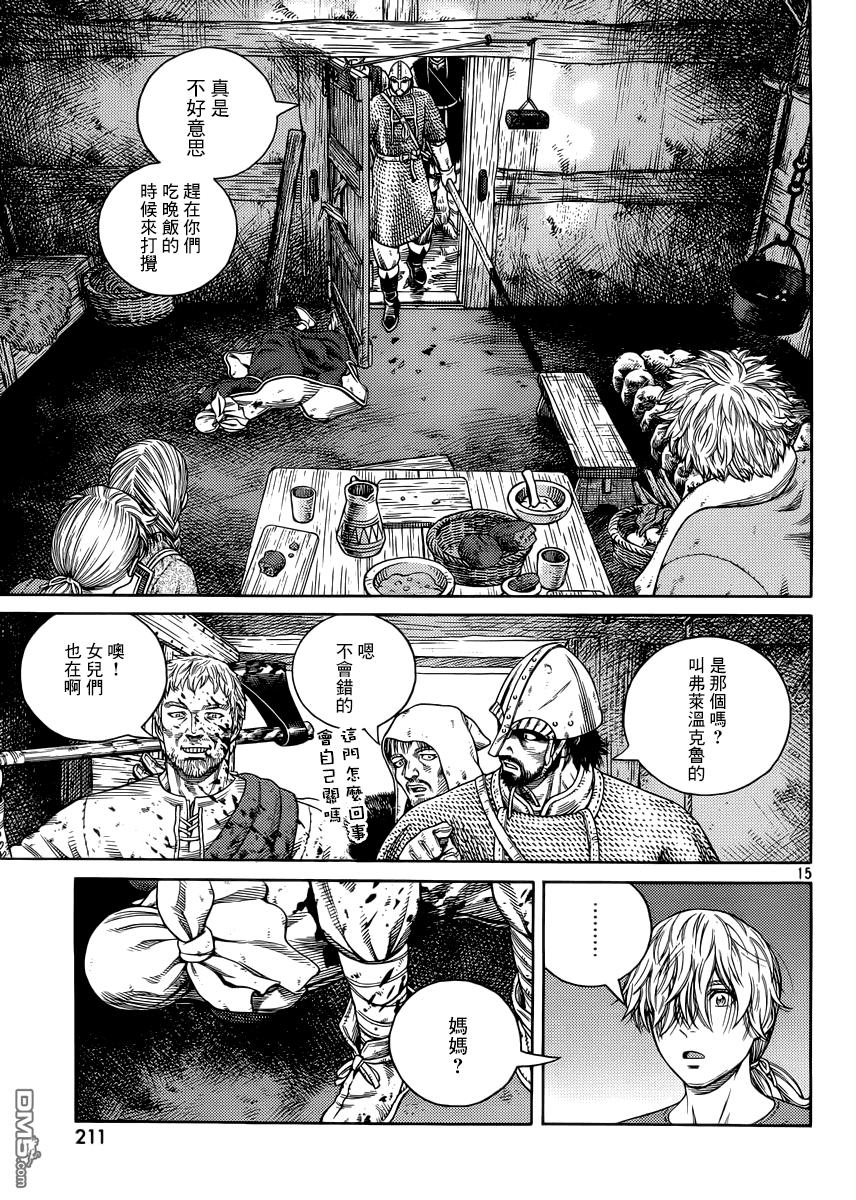 真是
不好意思
趕在你們
吃晚飯的
時候來打攪
是那個嗎?
叫弗萊溫克魯的
嗯
不會錯的
這門怎麼回事
會自己關嗎
噢!
女兒們
也在啊
15
………
媽媽?
211
DM5
.com